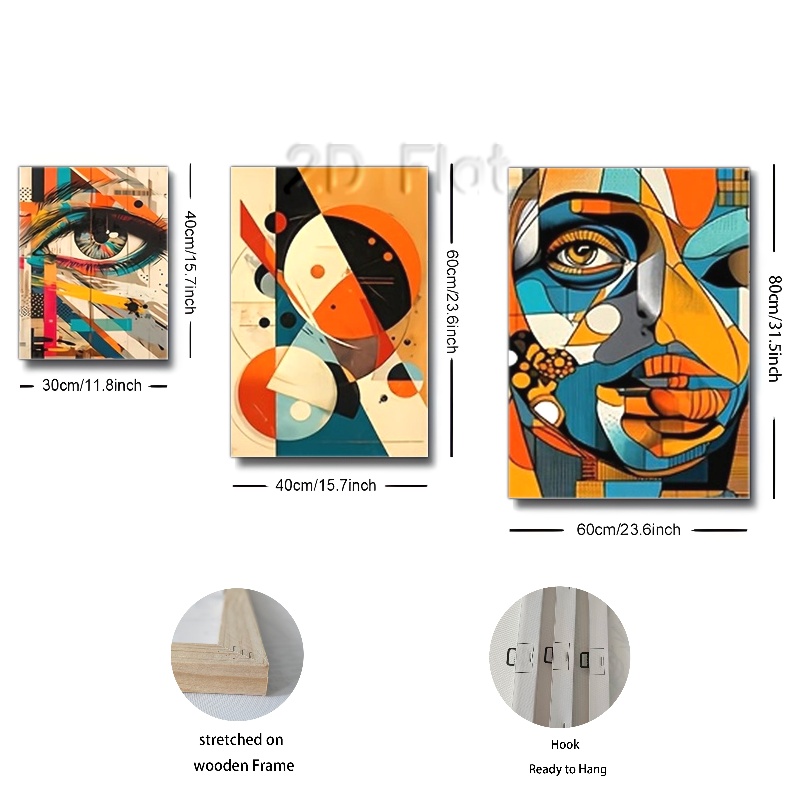 2D Flat
40cm/15.7inch
30cm/11.8inch
60cm/23.6inch
40cm/15.7inch
80cm/31.5inch
60cm/23.6inch
stretched on
wooden Frame
Hook
Ready to Hang